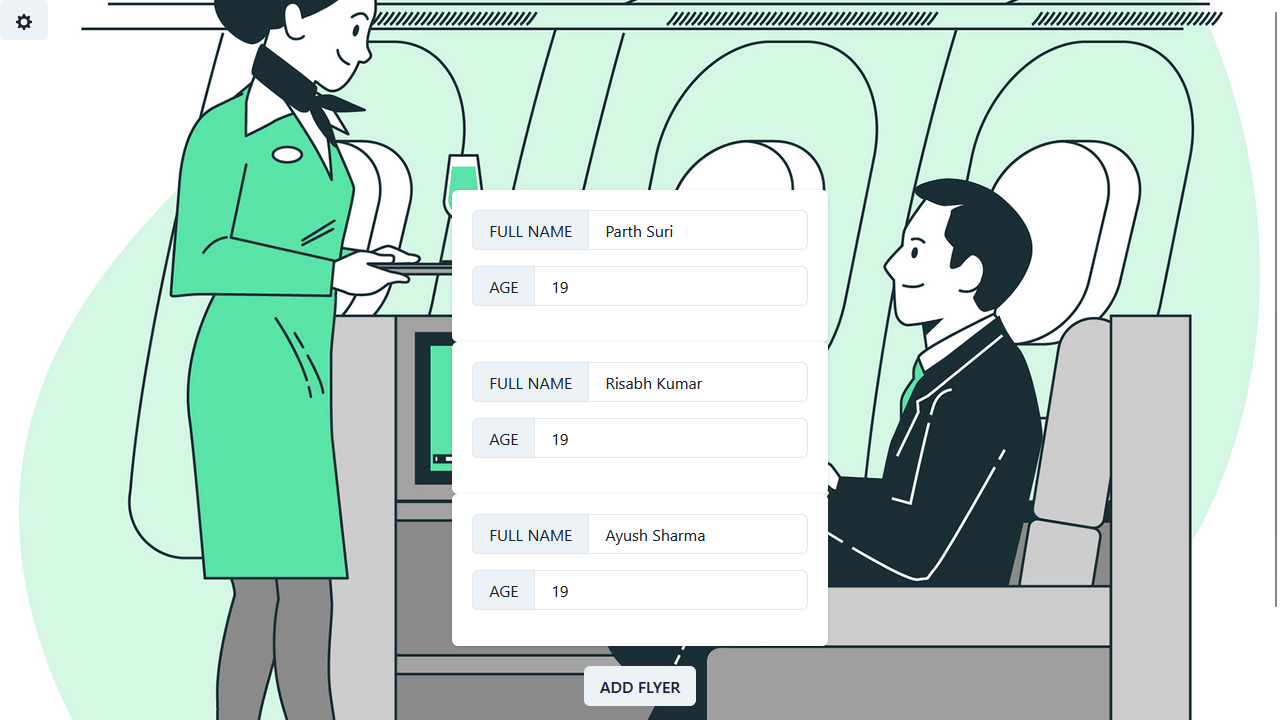 FULL NAME Parth Suri
AGE 19
FULL NAME Risabh Kumar
AGE 19
FULL NAME Ayush Sharma
AGE 19
ADD FLYER